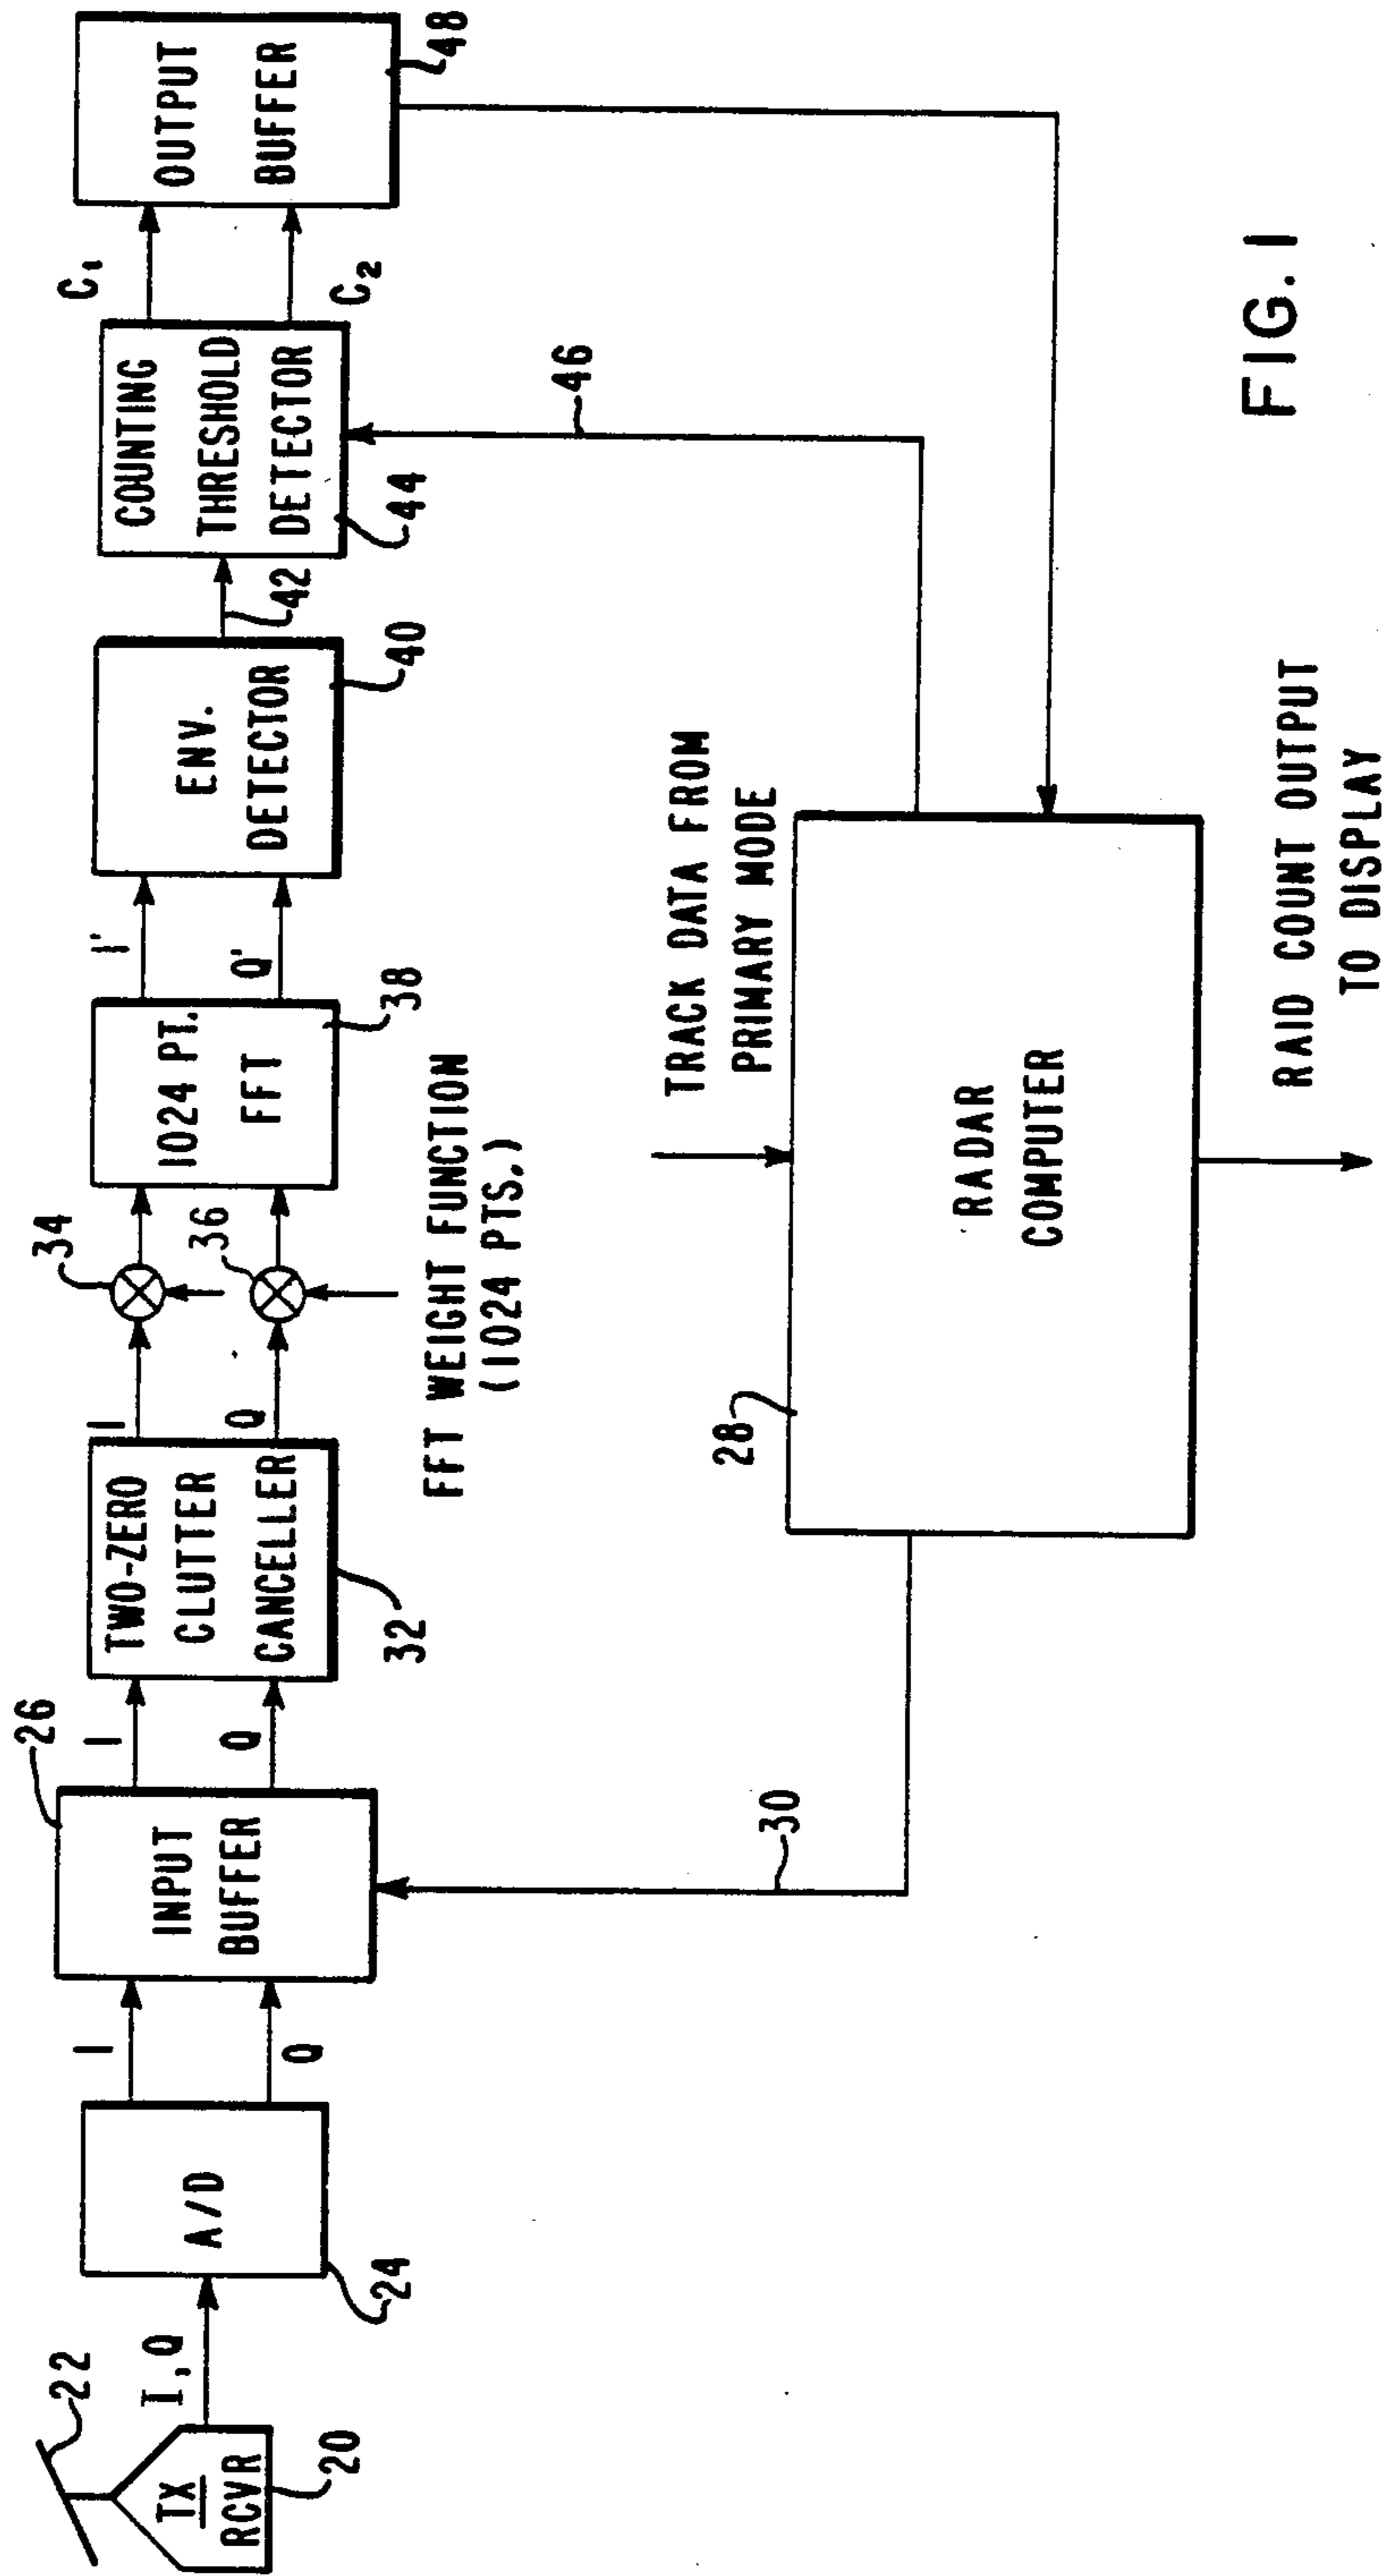 22
TX
RCVR
20
I, Q
A/D
24
I
Q
INPUT
BUFFER
26
I
Q
TWO-ZERO
CLUTTER
CANCELLER
32
I
Q
34
36
FFT WEIGHT FUNCTION
(1024 PTS.)
1024 PT.
FFT
38
I'
Q'
ENV.
DETECTOR
40
42
COUNTING
THRESHOLD
DETECTOR
44
C1
C2
OUTPUT
BUFFER
48
30
46
28
TRACK DATA FROM
PRIMARY MODE
RADAR
COMPUTER
RAID COUNT OUTPUT
TO DISPLAY
FIG. 1